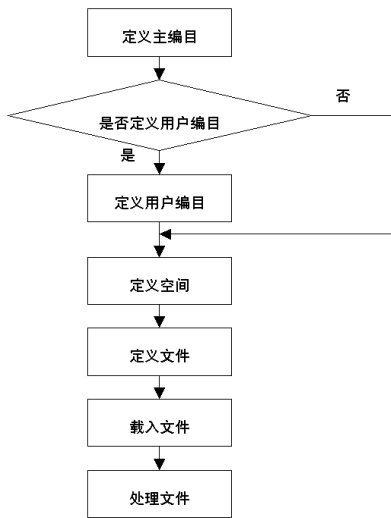 定义主编目
否
是否定义用户编目
是
定义用户编目
定义空间
定义文件
载入文件
处理文件